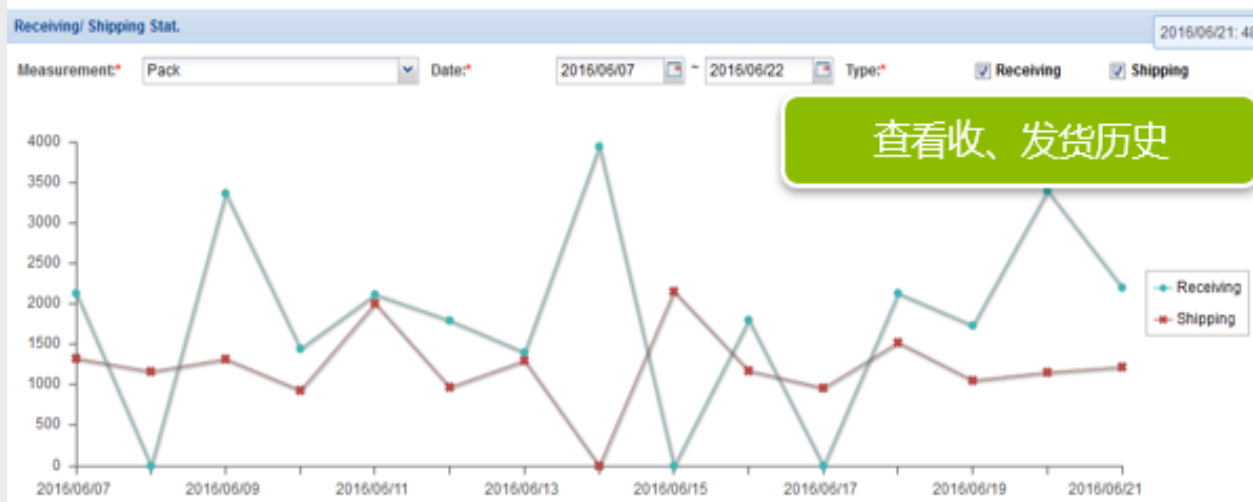 Receiving/ Shipping Stat.
2016/06/21: 48
Measurement:* Pack Date:* 2016/06/07 ~ 2016/06/22 Type:* Receiving Shipping
查看收、发货历史
4000
3500
3000
2500
2000
1500
1000
500
0
Receiving
Shipping
2016/06/07 2016/06/09 2016/06/11 2016/06/13 2016/06/15 2016/06/17 2016/06/19 2016/06/21